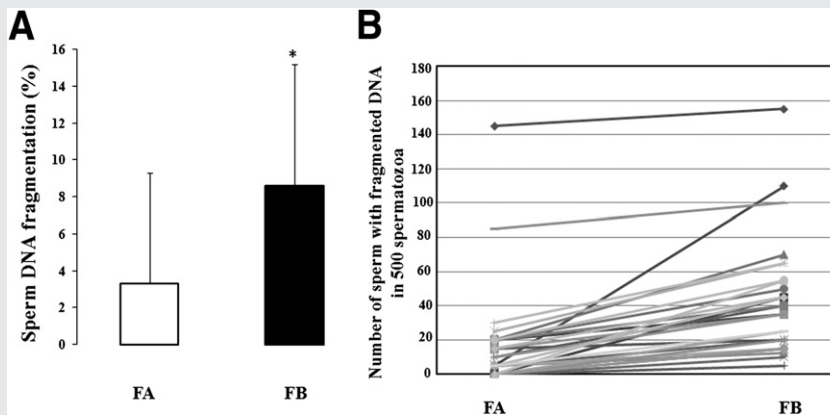 A
Sperm DNA fragmentation (%)
16
14
12
10
8
6
4
2
0
*
FA
FB
B
Number of sperm with fragmented DNA
in 500 spermatozoa
180
160
140
120
100
80
60
40
20
0
FA
FB